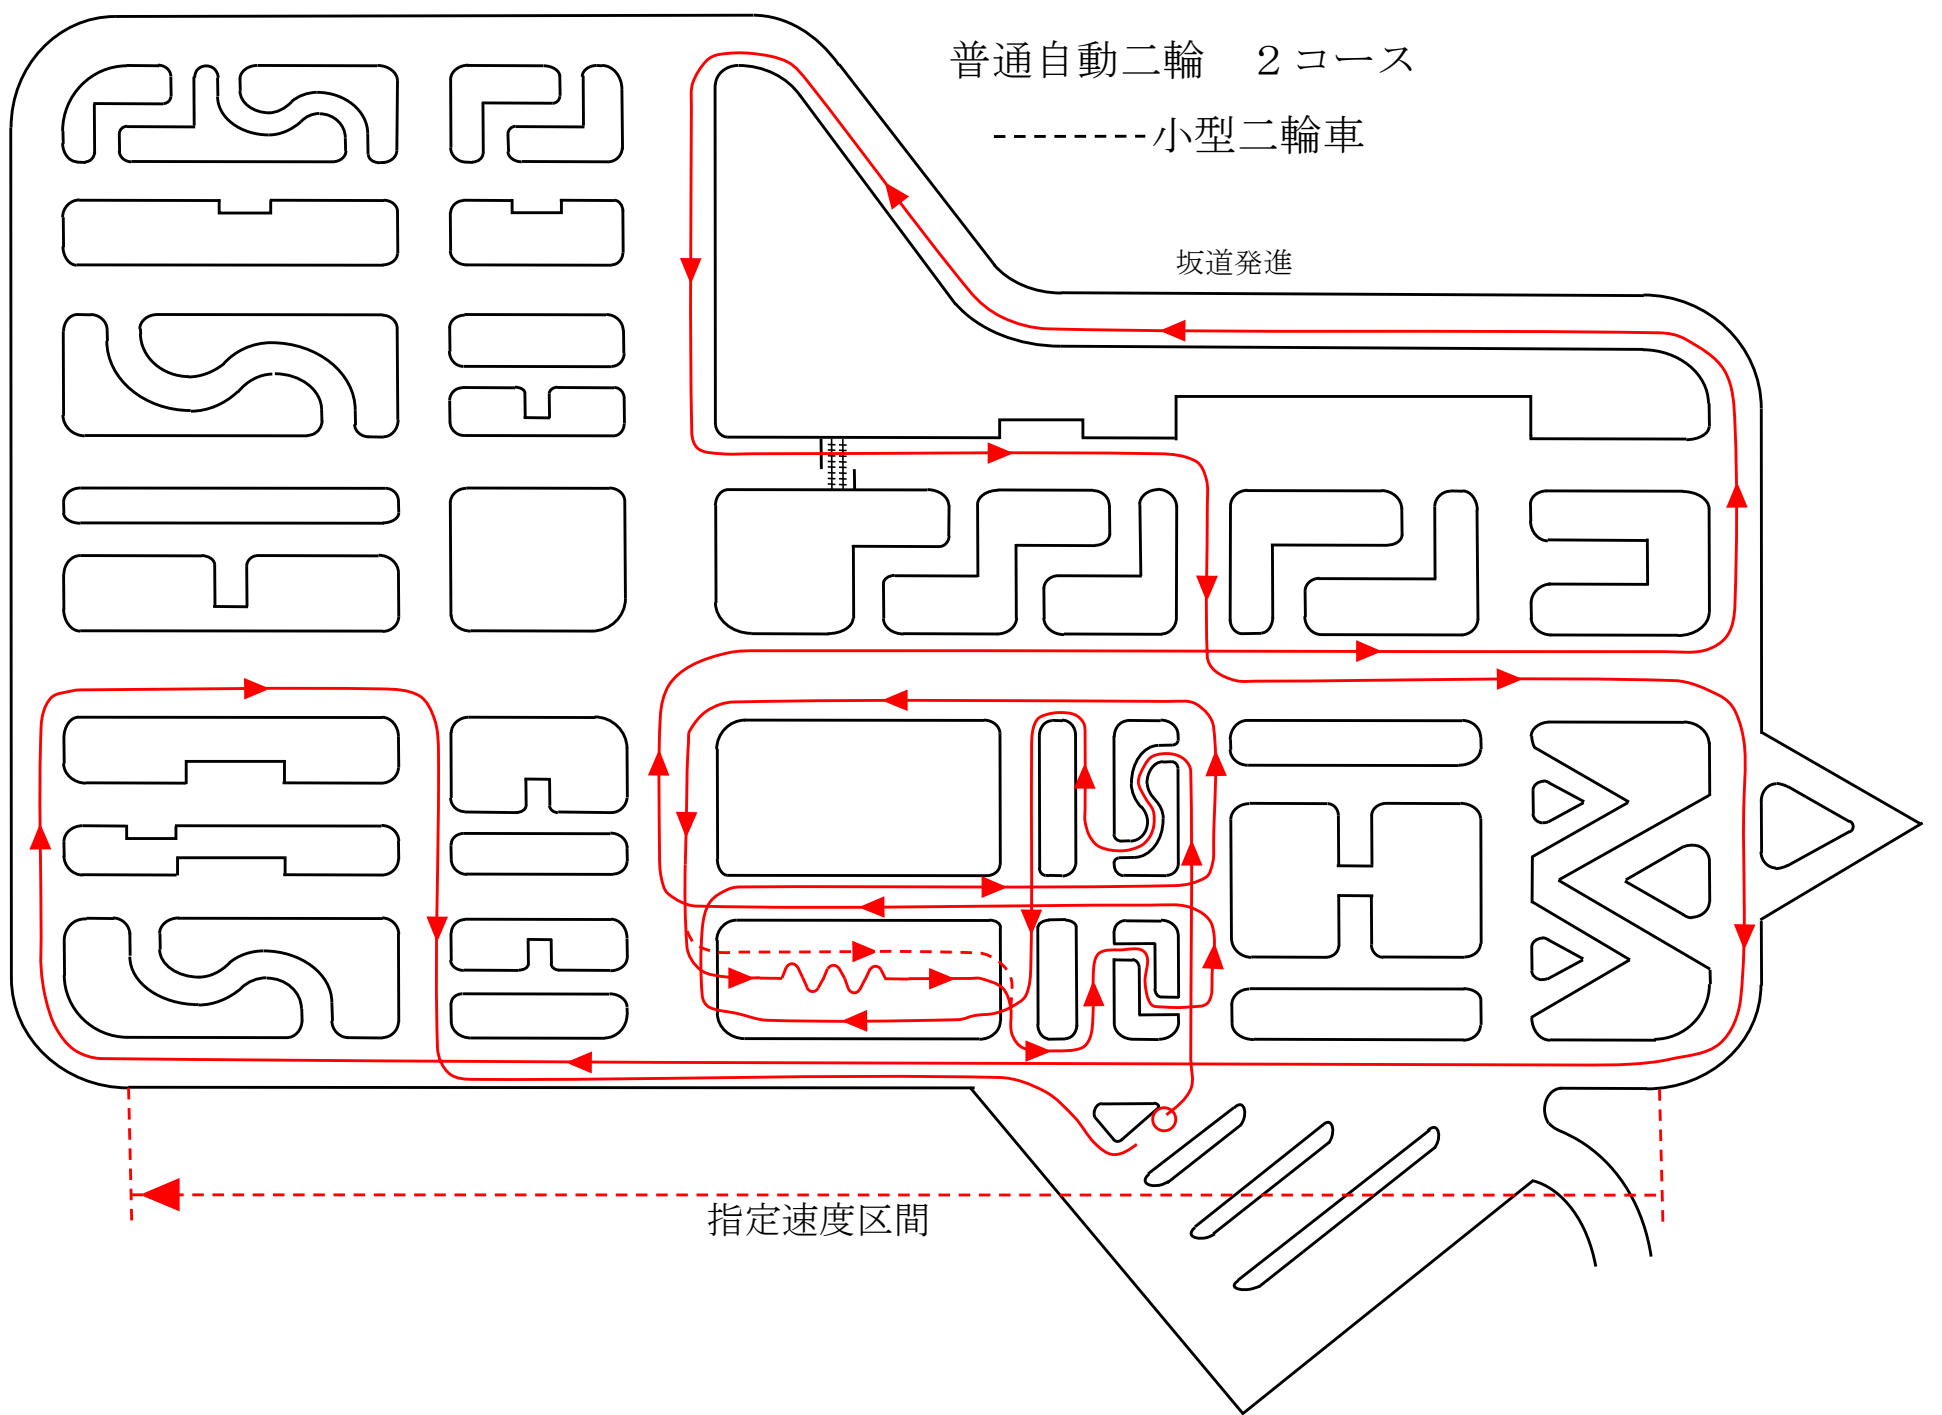 普通自動二輪　２コース
小型二輪車
坂道発進
指定速度区間